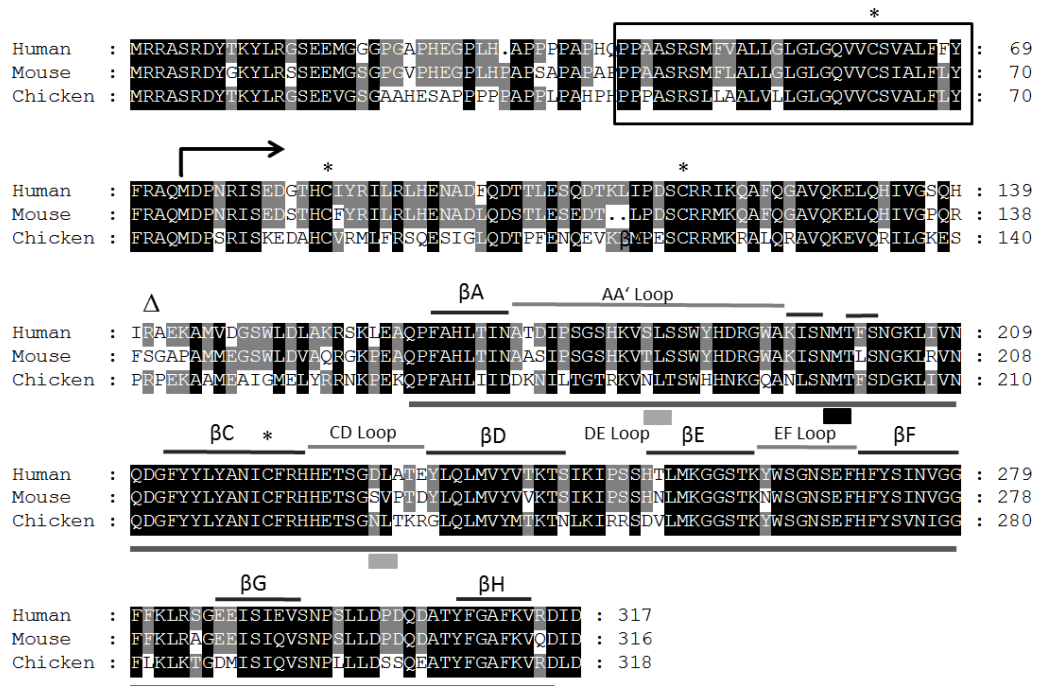 *
Human : MRRASRDYTKYLRGSEEMGGGPGAPHEGPLH.APPPPAPHQPPAASRSMFVALLGLGLGQVVCSVALFFY : 69
Mouse : MRRASRDYGKYLRSSEEMGSGPGVPHEGPLHPAPSAPAPAPPPAASRSMFLALLGLGLGQVVCSIALFLY : 70
Chicken : MRRASRDYTKYLRGSEEVGSGAAHESAPPPPPAPPLPAHPHPPPASRSLLAALVLLGLGQVVCSVALFLY : 70
* *
Human : FRAQMDPNRISEDGTHCIYRILRLHENADFQDTTLESQDTKLIPDSCRRIKQAFQGAVQKELQHIVGSQH : 139
Mouse : FRAQMDPNRISEDSTHCFYRILRLHENADLQDSTLESEDT..LPDSCRRMKQAFQGAVQKELQHIVGPQR : 138
Chicken : FRAQMDPSRISKEDAHCVRMLFRSQESIGLQDTPFENQEVKβMPESCRRMKRALQRAVQKEVQRILGKES : 140
Δ βA AA' Loop
Human : IRAEKAMVDGSWLDLAKRSKLEAQPFAHLTINATDIPSGSHKVSLSSWYHDRGWAKISNMTFSNGKLIVN : 209
Mouse : FSGAPAMMEGSWLDVAQRGKPEAQPFAHLTINAASIPSGSHKVTLSSWYHDRGWAKISNMTLSNGKLRVN : 208
Chicken : PRPEKAAMEAIGMELYRRNKPEKQPFAHLIIDDKNILTGTRKVNLTSWHHNKGQANLSNMTFSDGKLIVN : 210
βC * CD Loop βD DE Loop βE EF Loop βF
Human : QDGFYYLYANICFRHHETSGDLATEYLQLMVYVTKTSIKIPSSHTLMKGGSTKYWSGNSEFHFYSINVGG : 279
Mouse : QDGFYYLYANICFRHHETSGSVPTDYLQLMVYVVKTSIKIPSSHNLMKGGSTKNWSGNSEFHFYSINVGG : 278
Chicken : QDGFYYLYANICFRHHETSGNLTKRGLQLMVYMTKTNLKIRRSDVLMKGGSTKYWSGNSEFHFYSVNIGG : 280
βG βH
Human : FFKLRSGEEISIEVSNPSLLDPDQDATYFGAFKVRDID : 317
Mouse : FFKLRAGEEISIQVSNPSLLDPDQDATYFGAFKVQDID : 316
Chicken : FLKLKTGDMISIQVSNPLLLDSSQEATYFGAFKVRDLD : 318